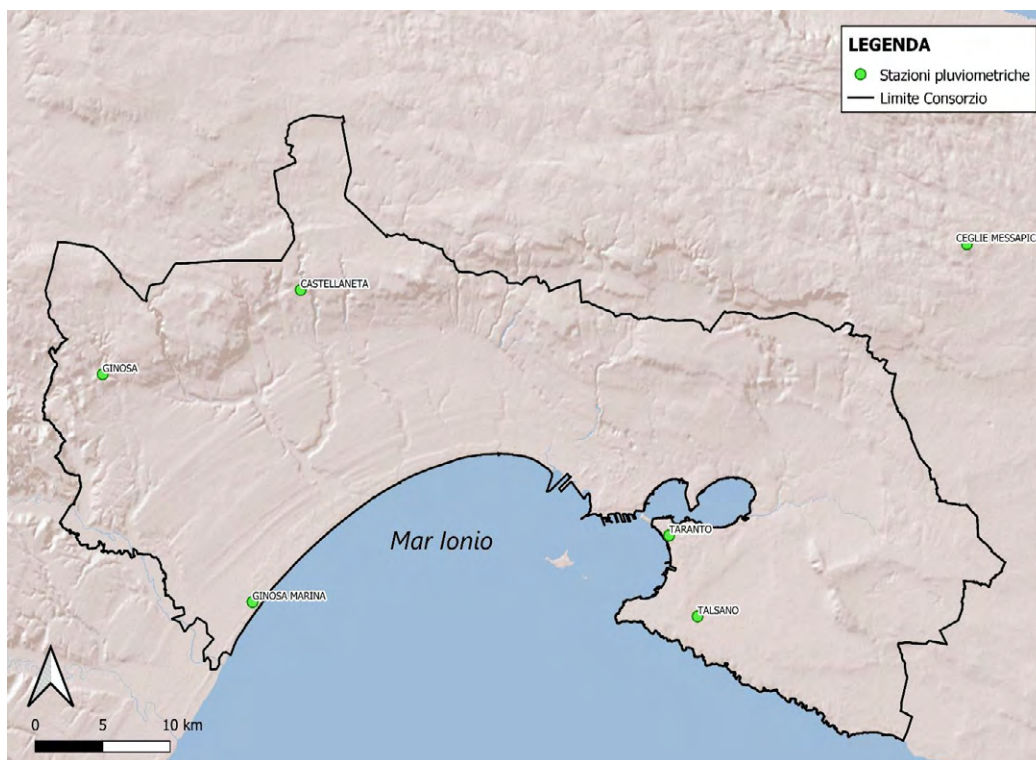 LEGENDA
Stazioni pluviometriche
Limite Consorzio
CEGLIE MESSAPIC
CASTELLANETA
GINOSA
Mar Ionio
TARANTO
GINOSA MARINA
TALSANO
0 5 10 km